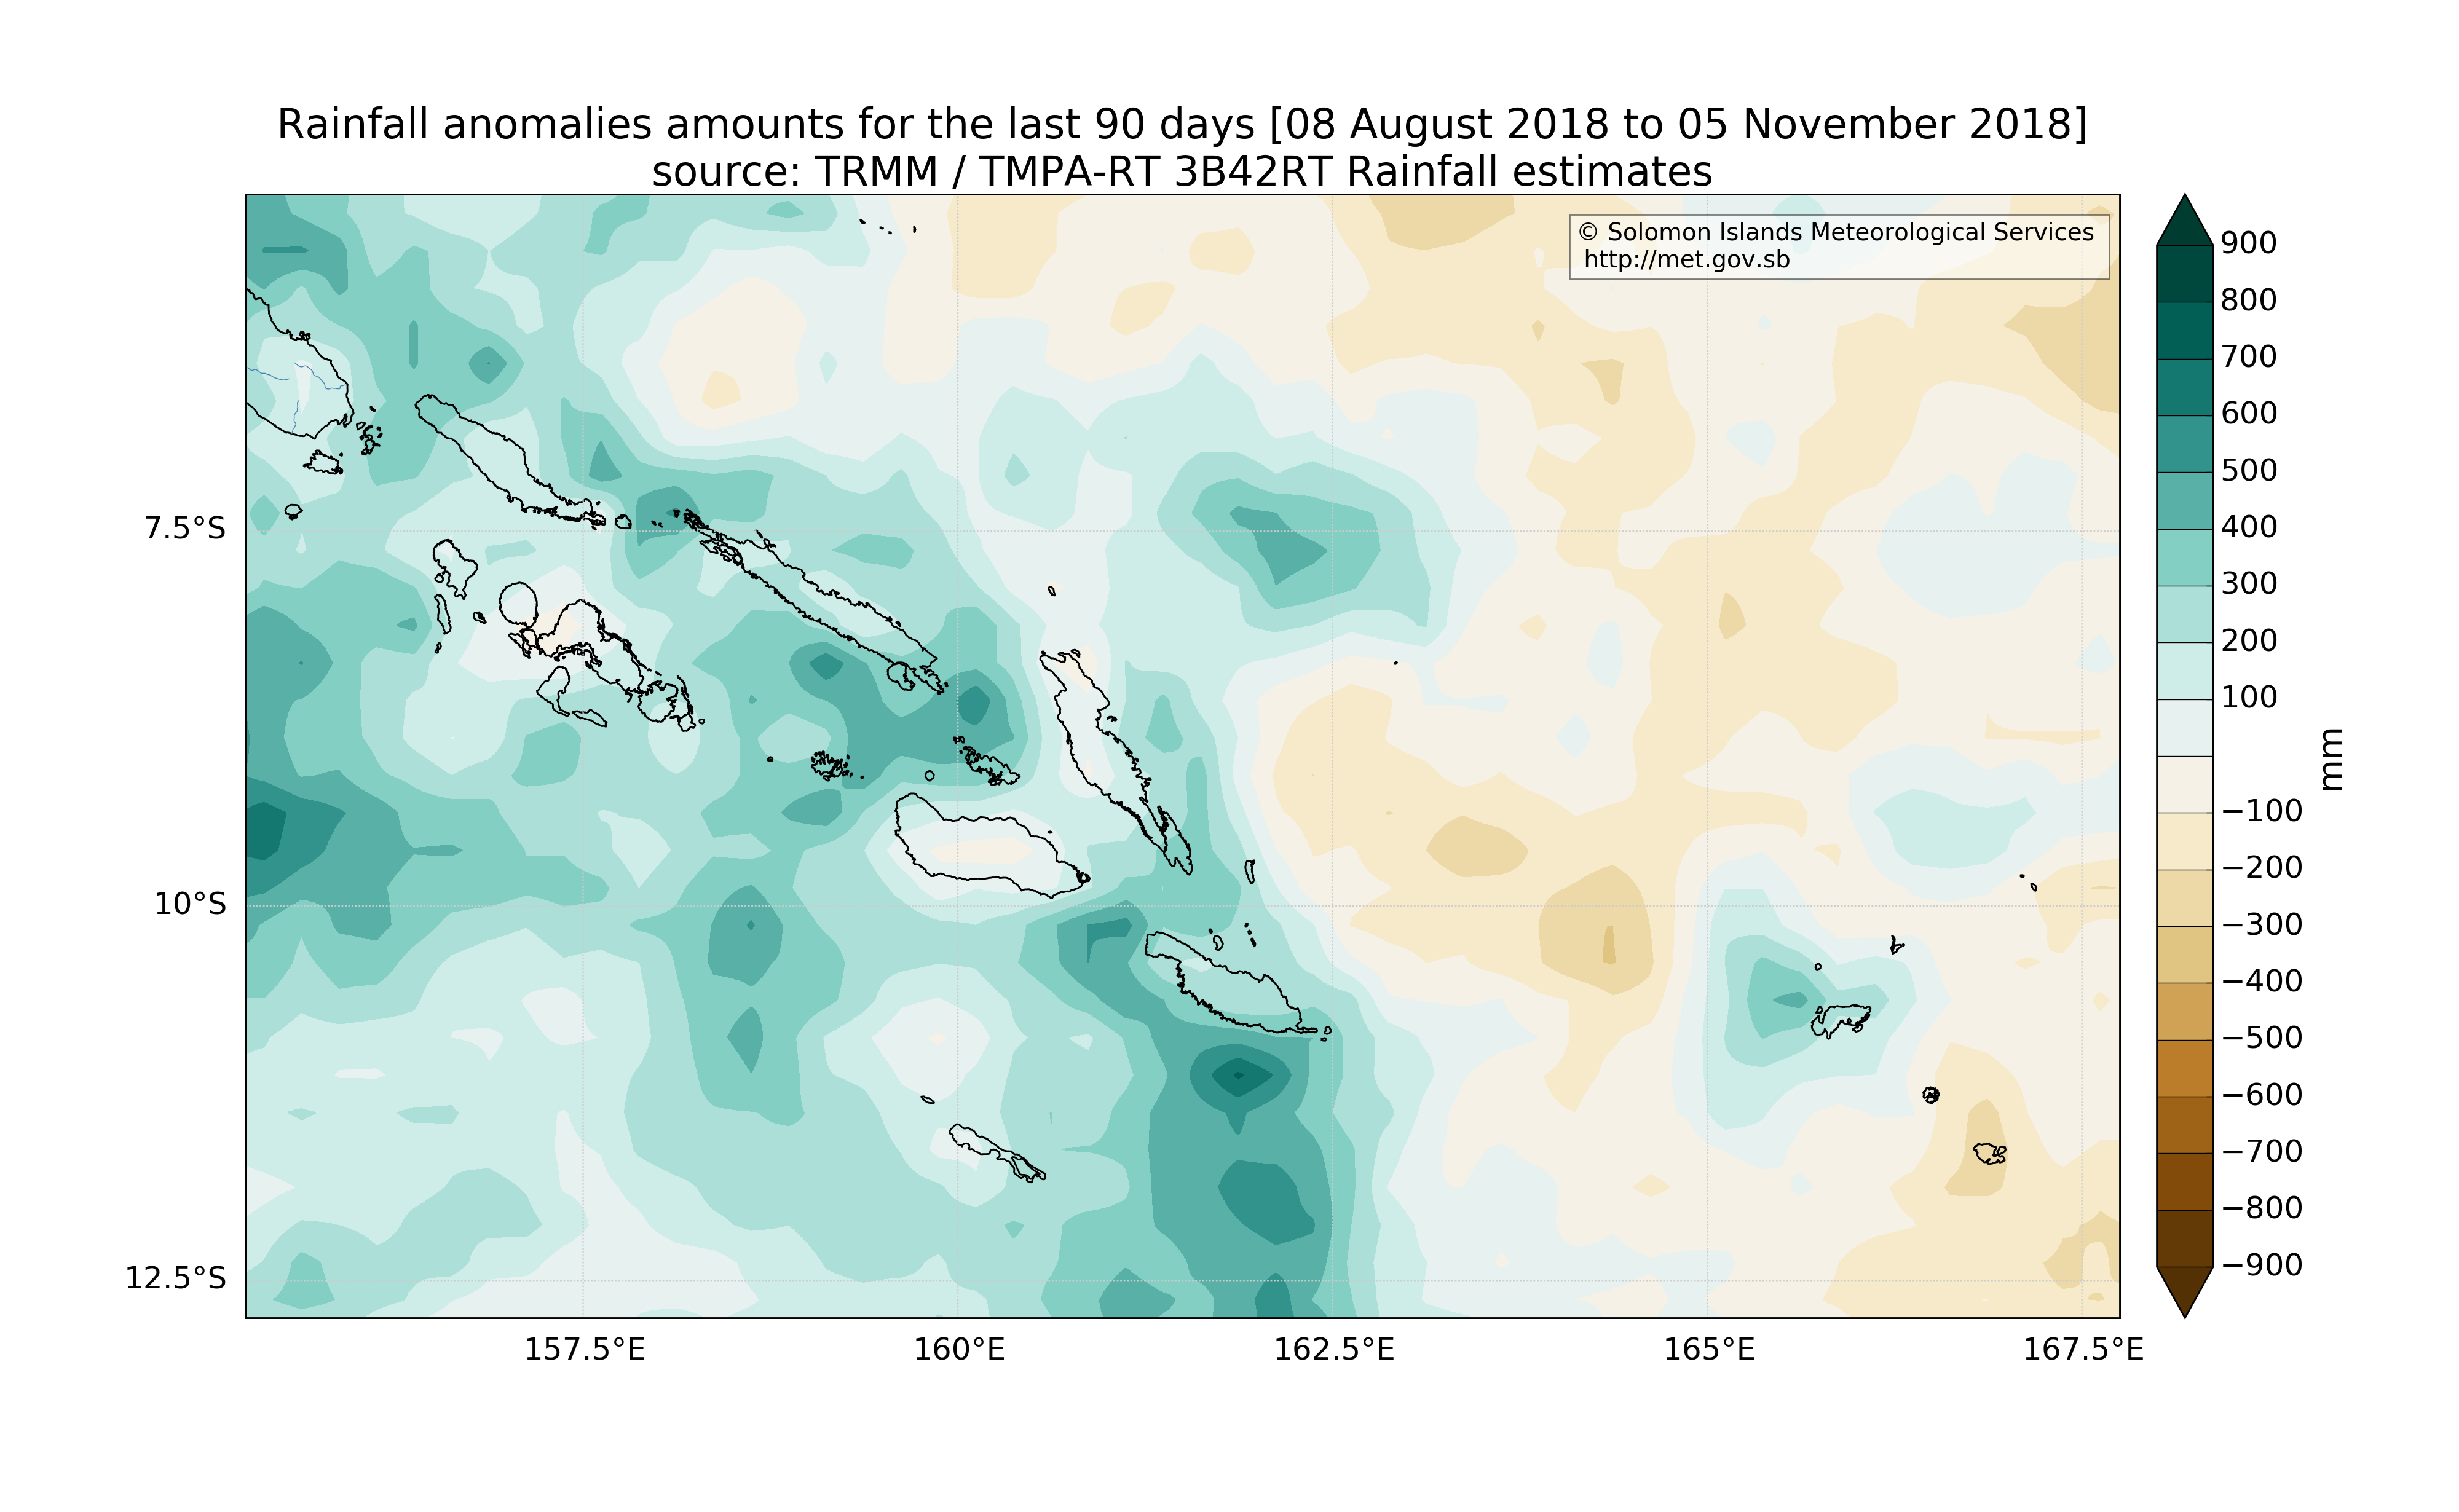 Rainfall anomalies amounts for the last 90 days [08 August 2018 to 05 November 2018]
source: TRMM / TMPA-RT 3B42RT Rainfall estimates
© Solomon Islands Meteorological Services
http://met.gov.sb
7.5°S
10°S
12.5°S
157.5°E
160°E
162.5°E
165°E
167.5°E
900
800
700
600
500
400
300
200
100
−100
−200
−300
−400
−500
−600
−700
−800
−900
mm